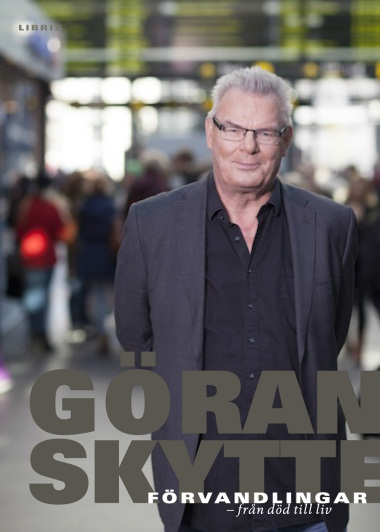 LIBRIS
GÖRAN
SKYTTE
FÖRVANDLINGAR
– från död till liv